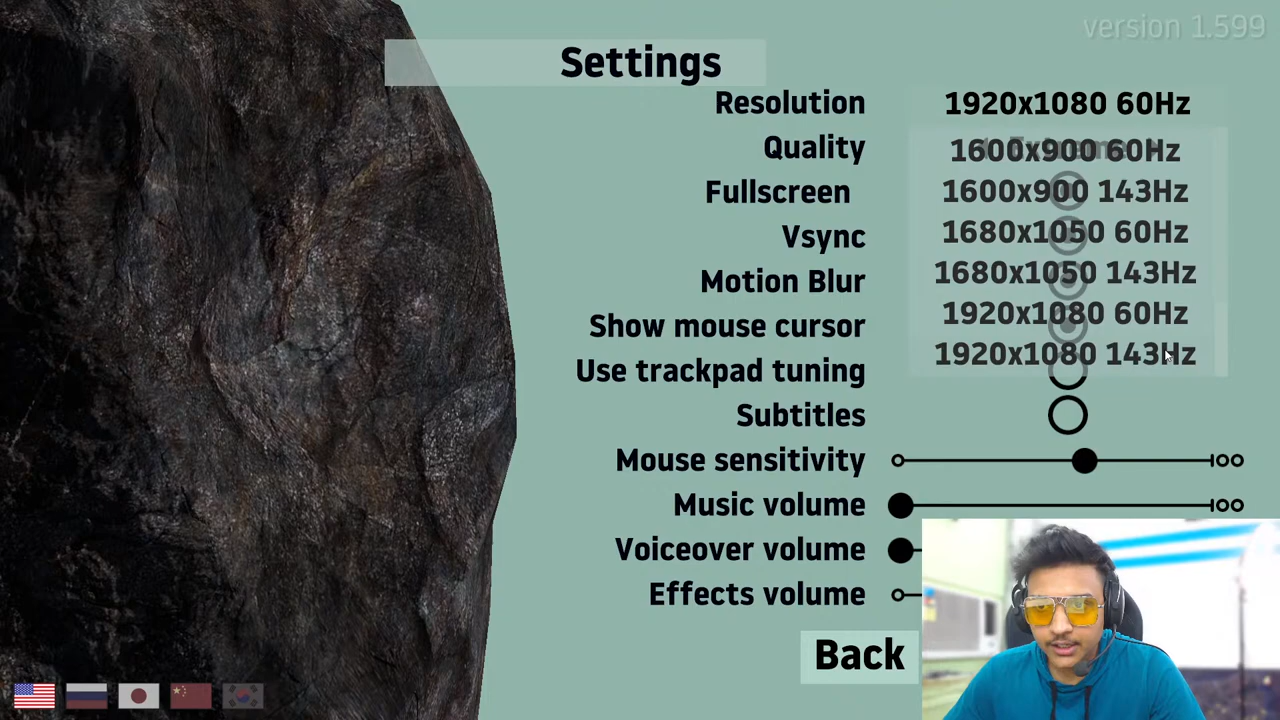 version 1.599
Settings
Resolution 1920x1080 60Hz
Quality Extreme
1600x900 60Hz
Fullscreen 1600x900 143Hz
Vsync 1680x1050 60Hz
Motion Blur 1680x1050 143Hz
Show mouse cursor 1920x1080 60Hz
1920x1080 143Hz
Use trackpad tuning
Subtitles
Mouse sensitivity
Music volume
Voiceover volume
Effects volume
Back